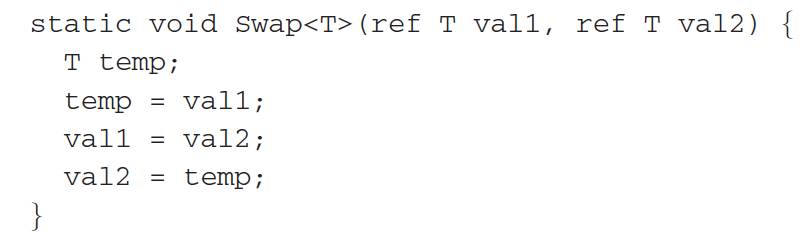 static void Swap<T>(ref T val1, ref T val2) {
T temp;
temp = val1;
val1 = val2;
val2 = temp;
}